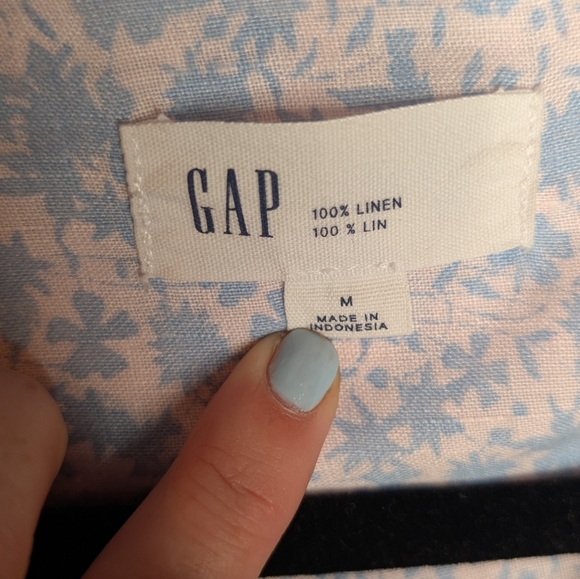 GAP
100% LINEN
100 % LIN
M
MADE IN
INDONESIA